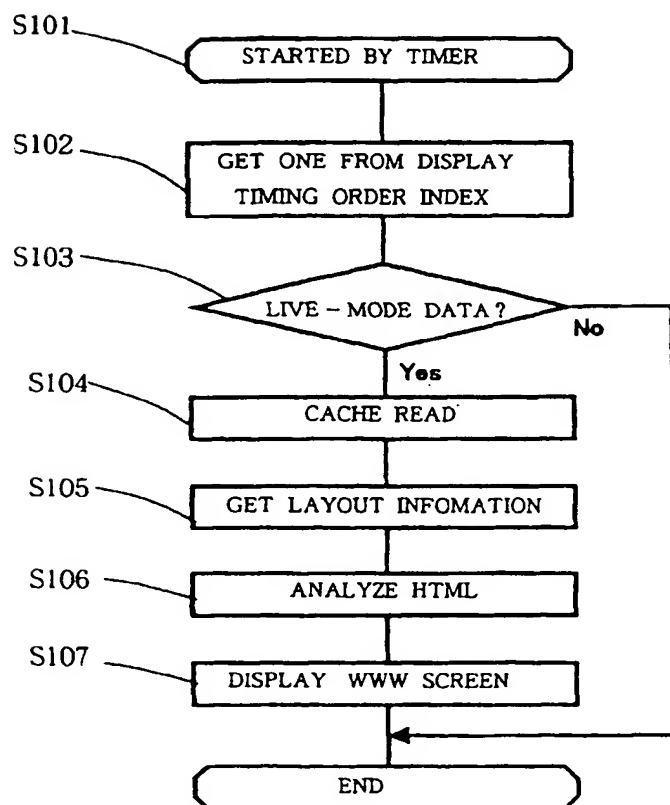 S101
STARTED BY TIMER
S102
GET ONE FROM DISPLAY
TIMING ORDER INDEX
S103
LIVE - MODE DATA ?
No
Yes
S104
CACHE READ
S105
GET LAYOUT INFOMATION
S106
ANALYZE HTML
S107
DISPLAY WWW SCREEN
END